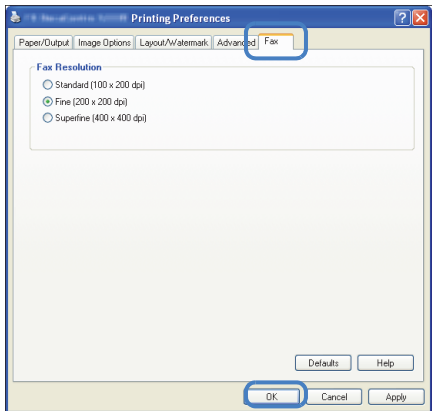 Printing Preferences
Paper/Output Image Options Layout/Watermark Advanced Fax
Fax Resolution
Standard (100 x 200 dpi)
Fine (200 x 200 dpi)
Superfine (400 x 400 dpi)
Defaults Help
OK Cancel Apply